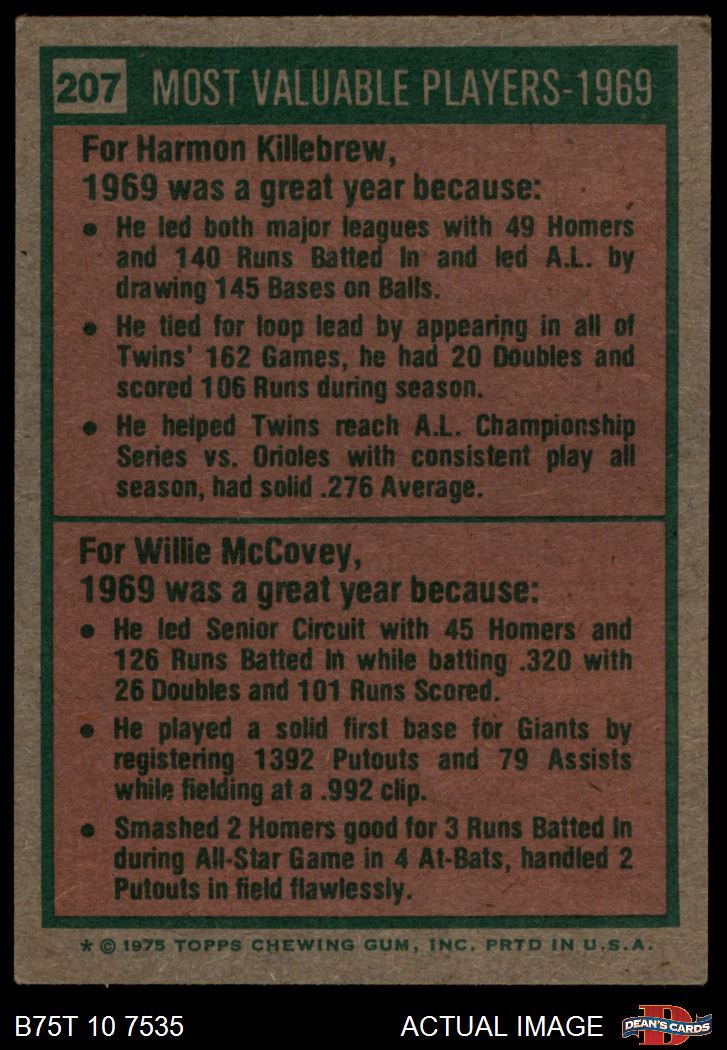 207 MOST VALUABLE PLAYERS-1969
For Harmon Killebrew,
1969 was a great year because:
• He led both major leagues with 49 Homers
and 140 Runs Batted In and led A.L. by
drawing 145 Bases on Balls.
• He tied for loop lead by appearing in all of
Twins' 162 Games, he had 20 Doubles and
scored 106 Runs during season.
• He helped Twins reach A.L. Championship
Series vs. Orioles with consistent play all
season, had solid .276 Average.
For Willie McCovey,
1969 was a great year because:
• He led Senior Circuit with 45 Homers and
126 Runs Batted In while batting .320 with
26 Doubles and 101 Runs Scored.
• He played a solid first base for Giants by
registering 1392 Putouts and 79 Assists
while fielding at a .992 clip.
• Smashed 2 Homers good for 3 Runs Batted In
during All-Star Game in 4 At-Bats, handled 2
Putouts in field flawlessly.
* © 1975 TOPPS CHEWING GUM, INC. PRTD IN U.S.A.
B75T 10 7535 ACTUAL IMAGE D DEAN'S CARDS